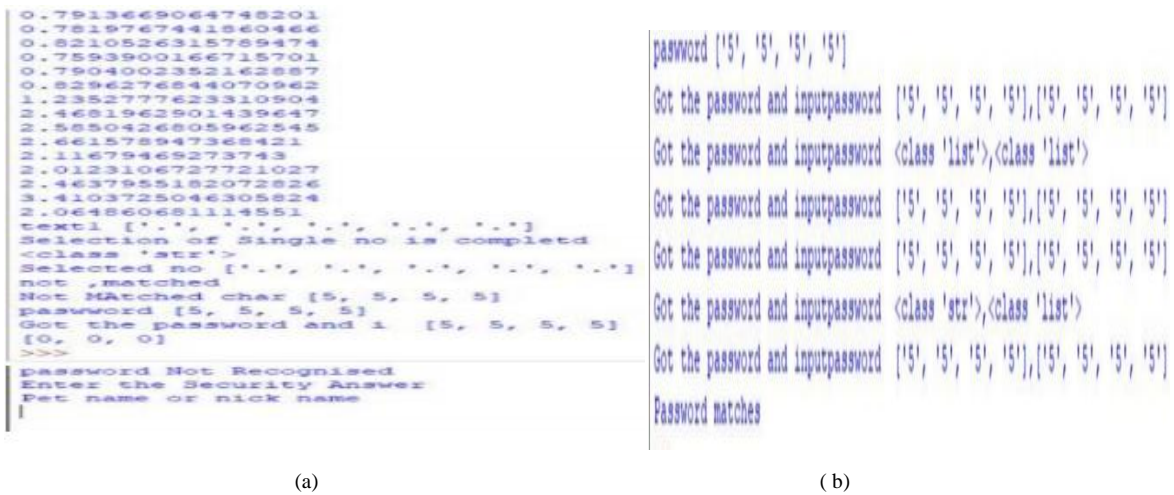 0.7913669064748201
0.7819767441860466
0.8210526315789474
0.7593900166715701
0.7904002352162887
0.8296276844070962
1.2352777623310904
2.4681962901439647
2.5850426805962545
2.661578947368421
2.11679469273743
2.0123106727721027
2.4637955182072826
3.4103725046305824
2.064860681114551
text1 ['.', '.', '.', '.', '.']
Selection of Single no is completd
<class 'str'>
Selected no ['.', '.', '.', '.', '.']
not ,matched
Not MAtched char [5, 5, 5, 5]
paswword [5, 5, 5, 5]
Got the password and i [5, 5, 5, 5]
[0, 0, 0]
>>>
password Not Recognised
Enter the Security Answer
Pet name or nick name
(a)
paswword ['5', '5', '5', '5']
Got the password and inputpassword ['5', '5', '5', '5'],['5', '5', '5', '5']
Got the password and inputpassword <class 'list'>,<class 'list'>
Got the password and inputpassword ['5', '5', '5', '5'],['5', '5', '5', '5']
Got the password and inputpassword ['5', '5', '5', '5'],['5', '5', '5', '5']
Got the password and inputpassword <class 'str'>,<class 'list'>
Got the password and inputpassword ['5', '5', '5', '5'],['5', '5', '5', '5']
Password matches
( b)